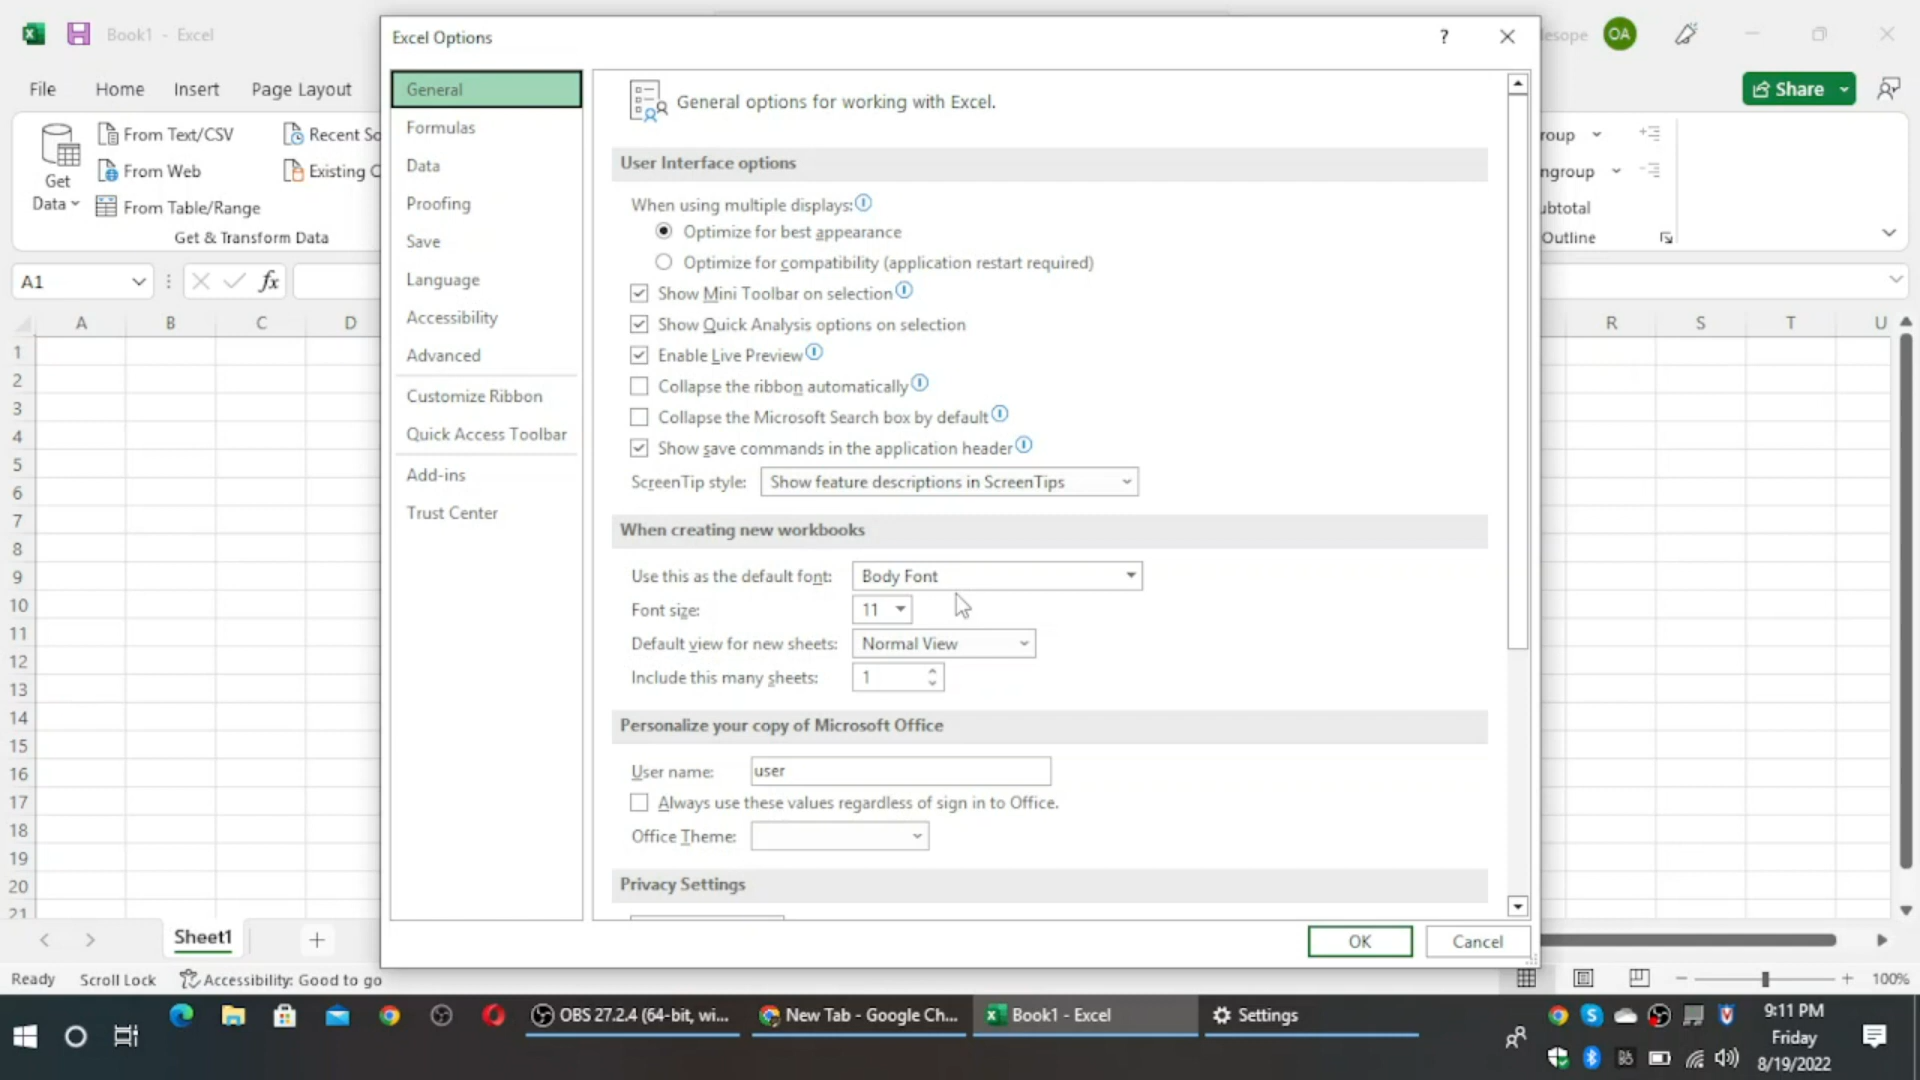 Book1 - Excel
Excel Options
?
lesope
OA
File
Home
Insert
Page Layout
Share
Get
Data
From Text/CSV
From Web
From Table/Range
Recent So
Existing C
Get & Transform Data
roup
ngroup
ubtotal
Outline
A1
fx
A B C D
R S T U
1
2
3
4
5
6
7
8
9
10
11
12
13
14
15
16
17
18
19
20
21
General
Formulas
Data
Proofing
Save
Language
Accessibility
Advanced
Customize Ribbon
Quick Access Toolbar
Add-ins
Trust Center
General options for working with Excel.
User Interface options
When using multiple displays:
Optimize for best appearance
Optimize for compatibility (application restart required)
Show Mini Toolbar on selection
Show Quick Analysis options on selection
Enable Live Preview
Collapse the ribbon automatically
Collapse the Microsoft Search box by default
Show save commands in the application header
ScreenTip style: Show feature descriptions in ScreenTips
When creating new workbooks
Use this as the default font: Body Font
Font size: 11
Default view for new sheets: Normal View
Include this many sheets: 1
Personalize your copy of Microsoft Office
User name: user
Always use these values regardless of sign in to Office.
Office Theme:
Privacy Settings
OK
Cancel
Sheet1
Ready
Scroll Lock
Accessibility: Good to go
100%
OBS 27.2.4 (64-bit, wi...
New Tab - Google Ch...
Book1 - Excel
Settings
9:11 PM
Friday
8/19/2022